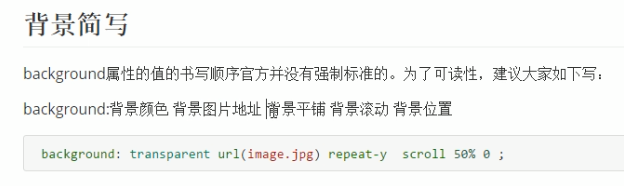 背景简写
background属性的值的书写顺序官方并没有强制标准的。为了可读性，建议大家如下写：
background:背景颜色 背景图片地址 背景平铺 背景滚动 背景位置
background: transparent url(image.jpg) repeat-y  scroll 50% 0 ;